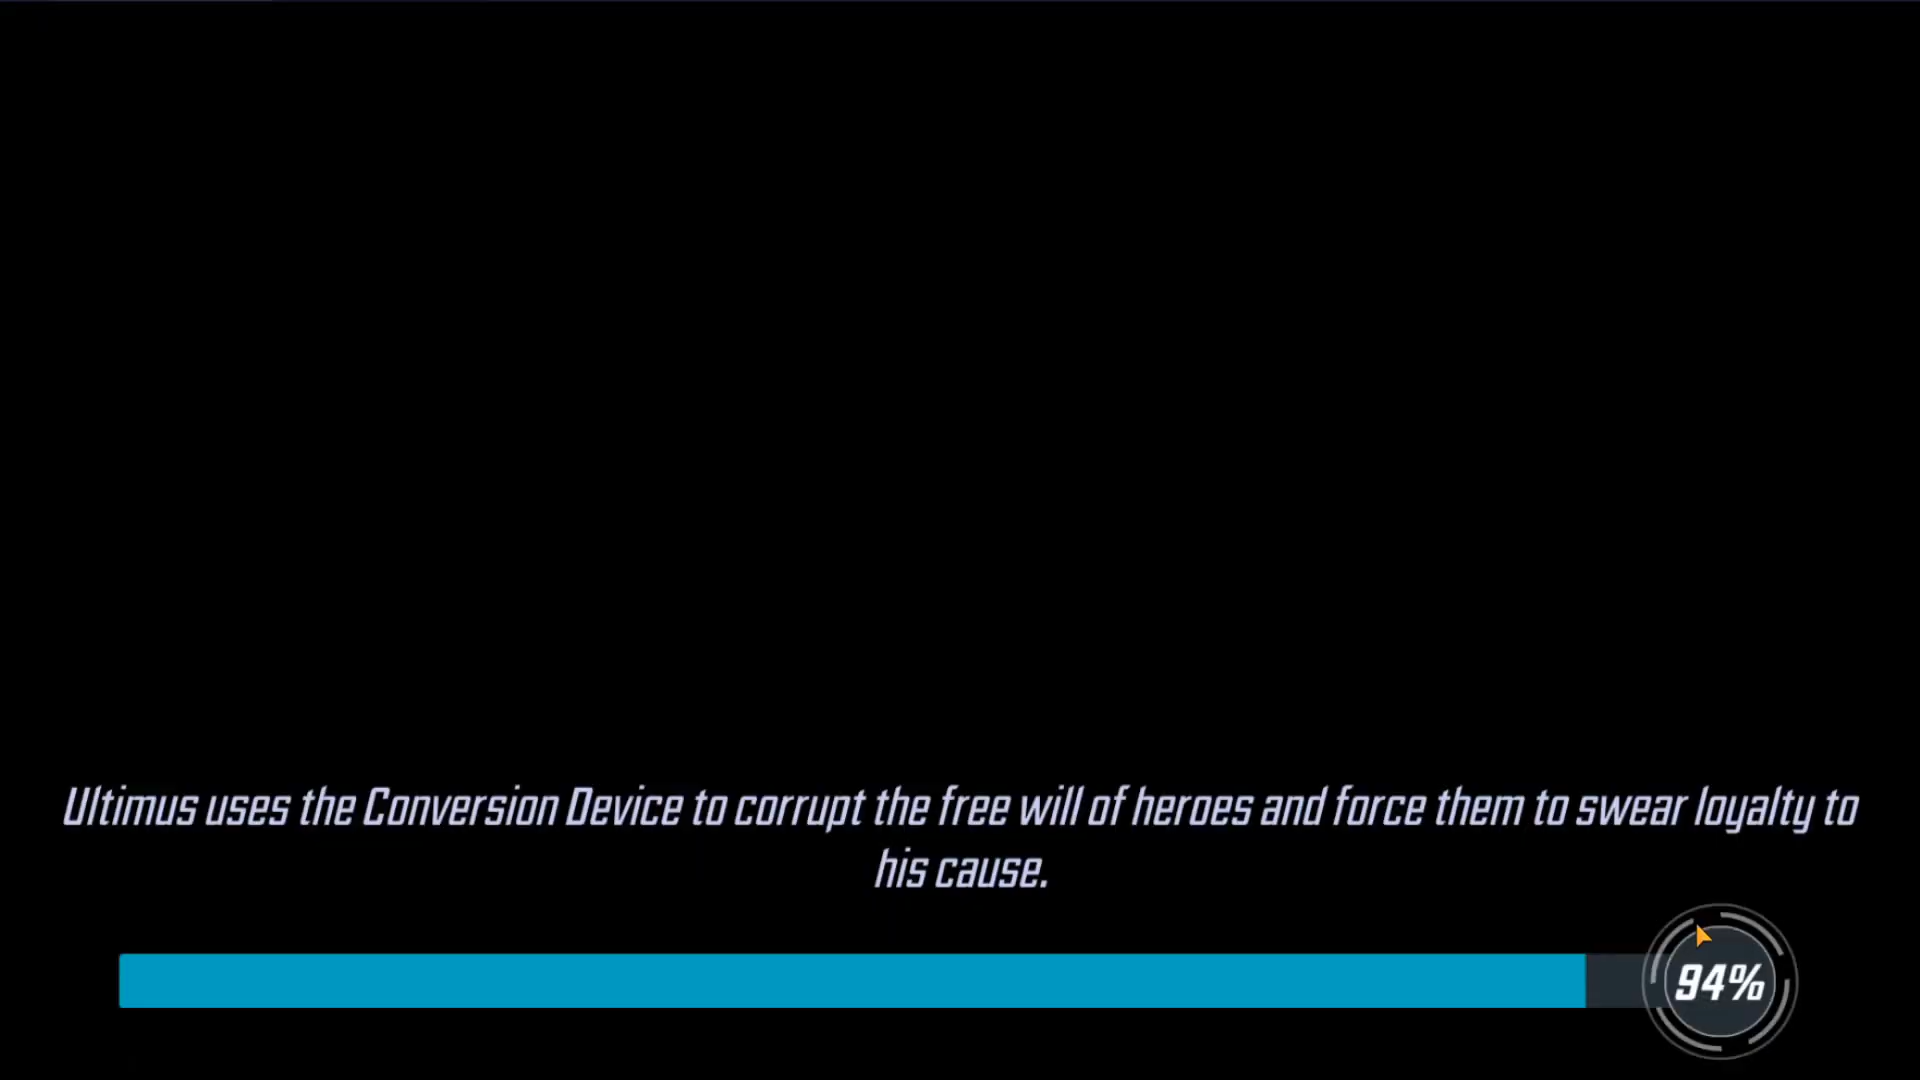 Ultimus uses the Conversion Device to corrupt the free will of heroes and force them to swear loyalty to
his cause.
94%